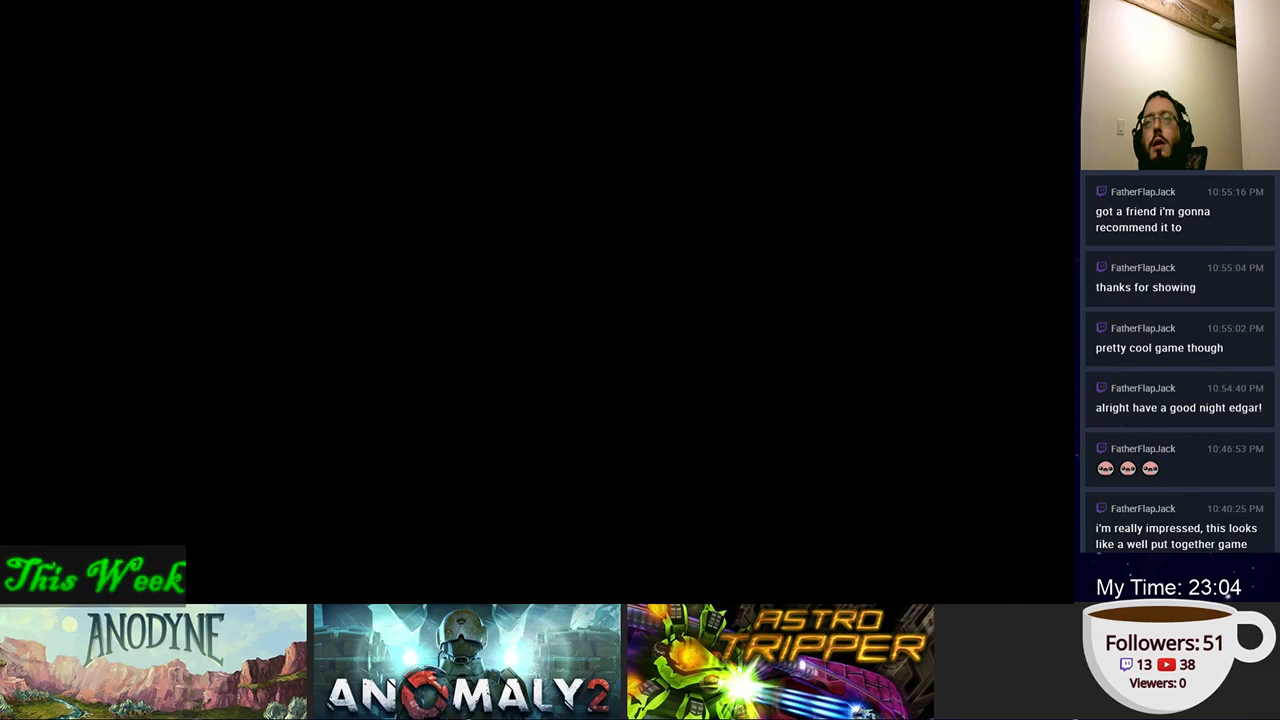 FatherFlapJack 10:55:16 PM
got a friend i'm gonna
recommend it to
FatherFlapJack 10:55:04 PM
thanks for showing
FatherFlapJack 10:55:02 PM
pretty cool game though
FatherFlapJack 10:54:40 PM
alright have a good night edgar!
FatherFlapJack 10:46:53 PM
FatherFlapJack 10:40:25 PM
i'm really impressed, this looks
like a well put together game
My Time: 23:04
Followers: 51
13 38
Viewers: 0
This Week
ANODYNE
ANOMALY 2
ASTRO
TRIPPER